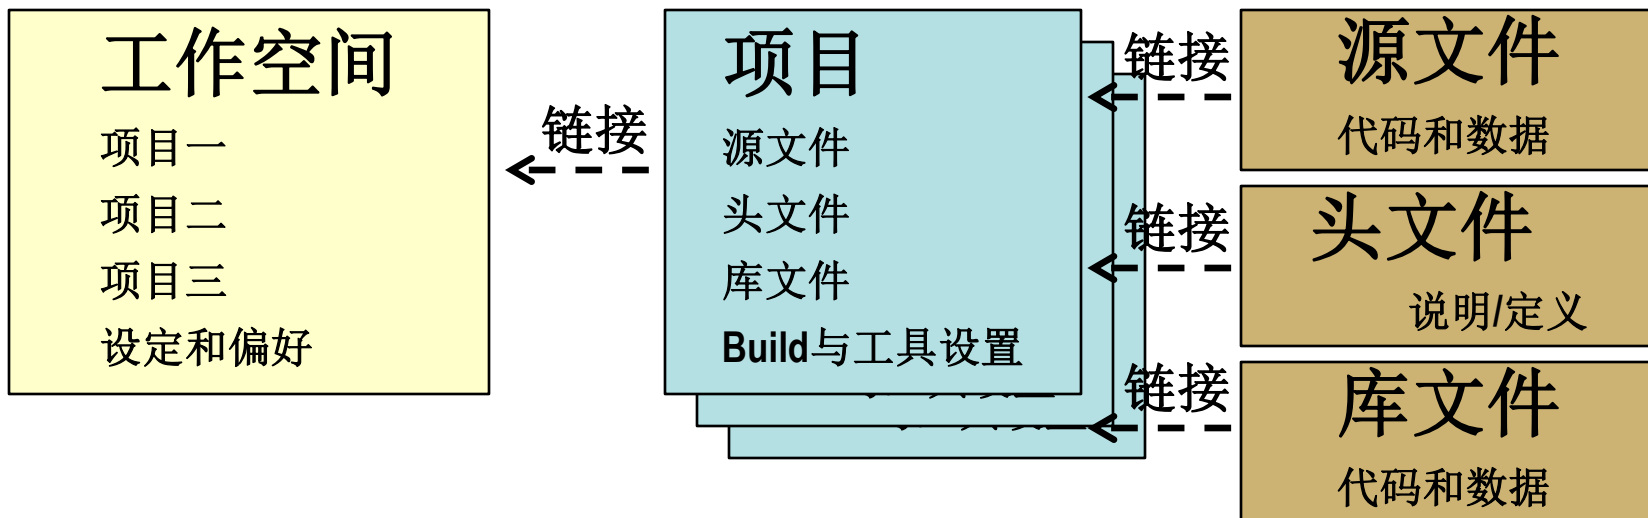 工作空间
项目一
项目二
项目三
设定和偏好
链接
项目
源文件
头文件
库文件
Build与工具设置
链接
链接
链接
源文件
代码和数据
头文件
说明/定义
库文件
代码和数据